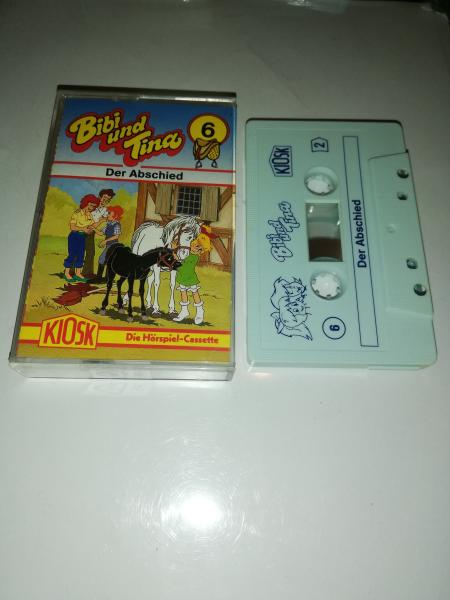 Bibi
und
Tina
6
Der Abschied
KIOSK
Die Hörspiel-Cassette
KIOSK
2
Bibi
und
Tina
Der Abschied
6